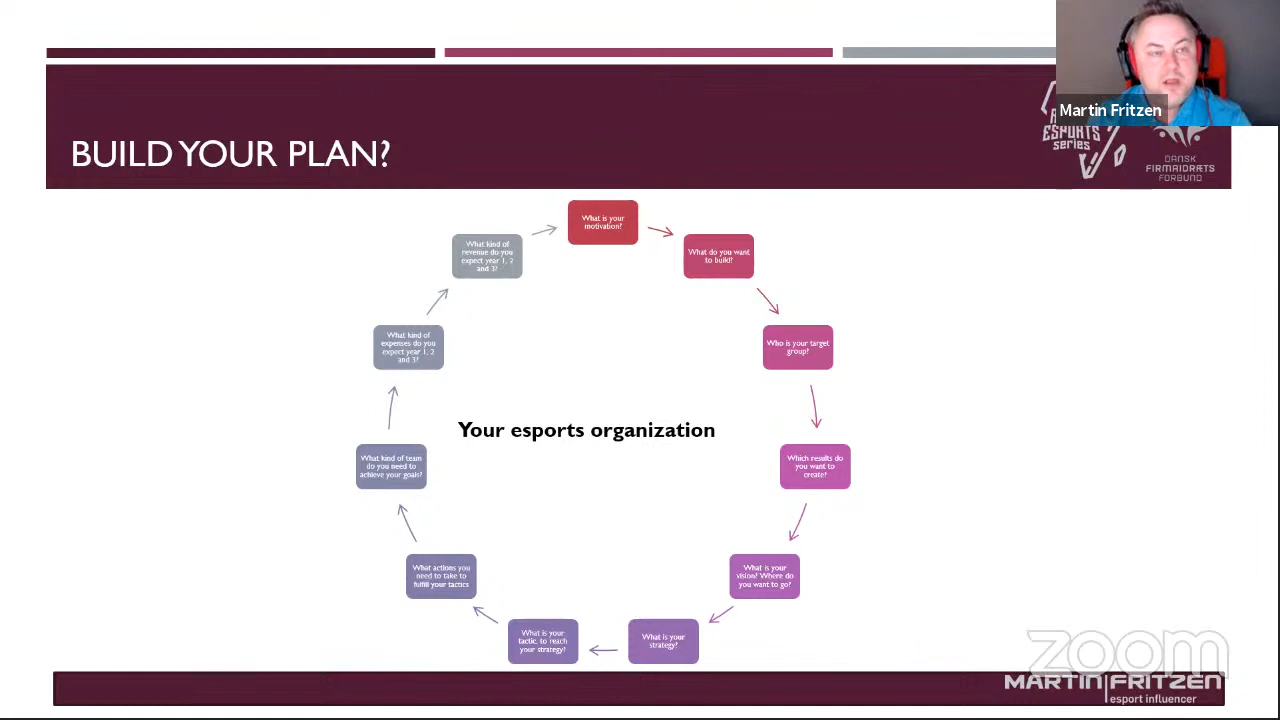 Martin Fritzen
ESPORTS
series
DANSK
FIRMAIDRÆTS
FORBUND
BUILD YOUR PLAN?
What is your
motivation?
What do you want
to build?
Who is your target
group?
Which results do
you want to
create?
What is your
vision? Where do
you want to go?
What is your
strategy?
What is your
tactic, to reach
your strategy?
What actions you
need to take to
fulfill your tactics
What kind of team
do you need to
achieve your goals?
What kind of
expenses do you
expect year 1, 2
and 3?
What kind of
revenue do you
expect year 1, 2
and 3?
Your esports organization
zoom
MARTIN FRITZEN
esport influencer